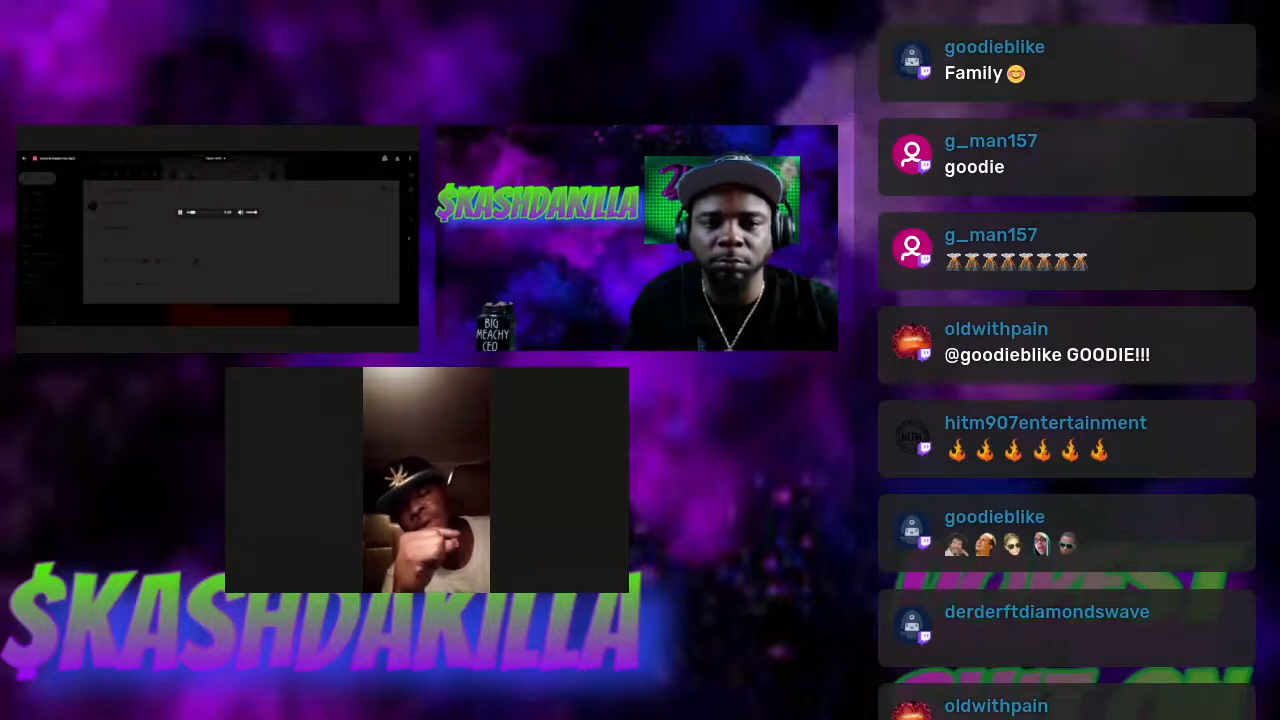 goodieblike
Family 😊
g_man157
goodie
g_man157
oldwithpain
@goodieblike GOODIE!!!
hitm907entertainment
🔥 🔥 🔥 🔥 🔥 🔥
goodieblike
derderftdiamondswave
oldwithpain
$KASHDAKILLA
BIG
MEACHY
CEO
$KASHDAKILLA